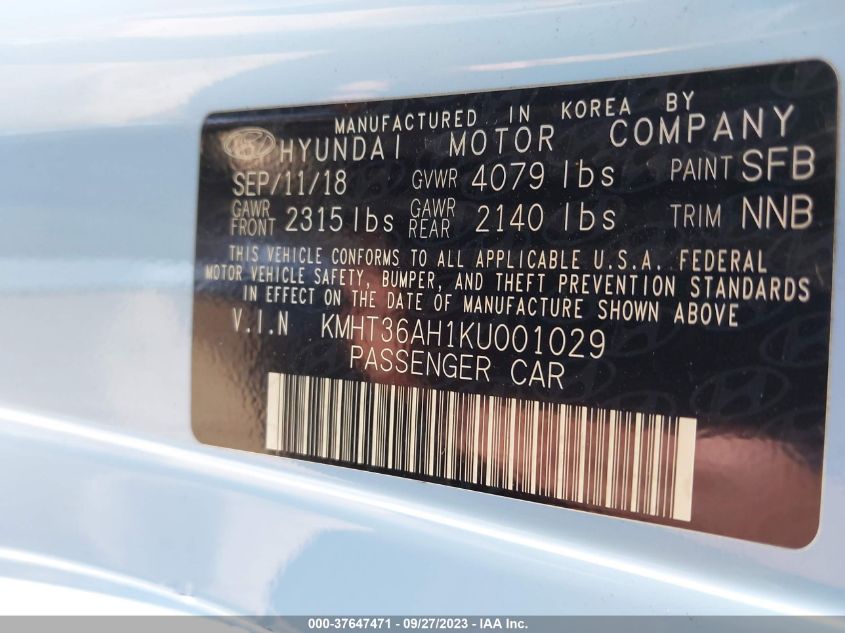 MANUFACTURED IN KOREA BY
HYUNDAI MOTOR COMPANY
SEP/11/18 GVWR 4079 lbs PAINT SFB
GAWR FRONT 2315 lbs GAWR REAR 2140 lbs TRIM NNB
THIS VEHICLE CONFORMS TO ALL APPLICABLE U.S.A. FEDERAL
MOTOR VEHICLE SAFETY, BUMPER, AND THEFT PREVENTION STANDARDS
IN EFFECT ON THE DATE OF MANUFACTURE SHOWN ABOVE
V.I.N KMHT36AH1KU001029
PASSENGER CAR
000-37647471 - 09/27/2023 - IAA Inc.